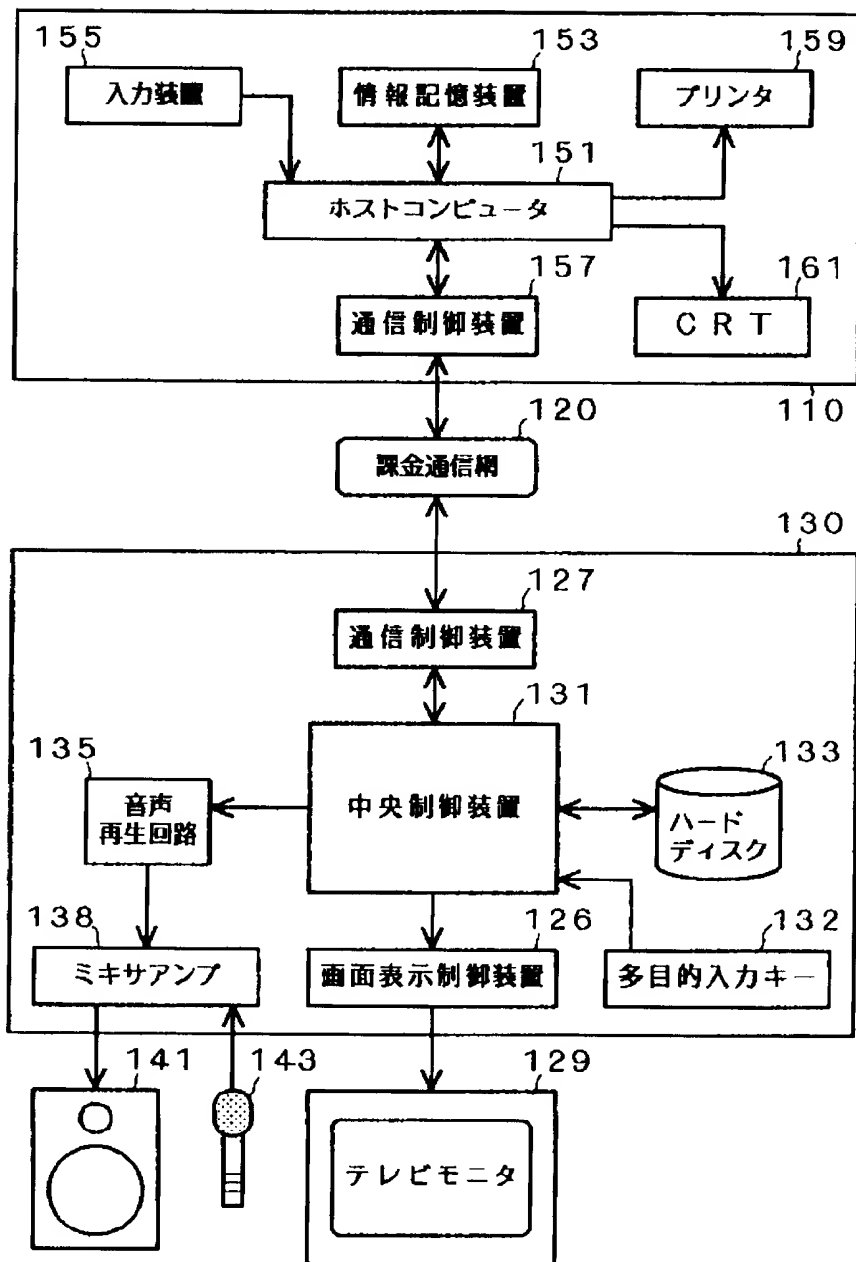 155
153
159
入力装置
情報記憶装置
プリンタ
151
ホストコンピュータ
157
161
通信制御装置
CRT
110
120
課金通信網
130
127
通信制御装置
131
135
133
音声
再生回路
中央制御装置
ハード
ディスク
138
126
132
ミキサアンプ
画面表示制御装置
多目的入力キー
141
143
129
テレビモニタ